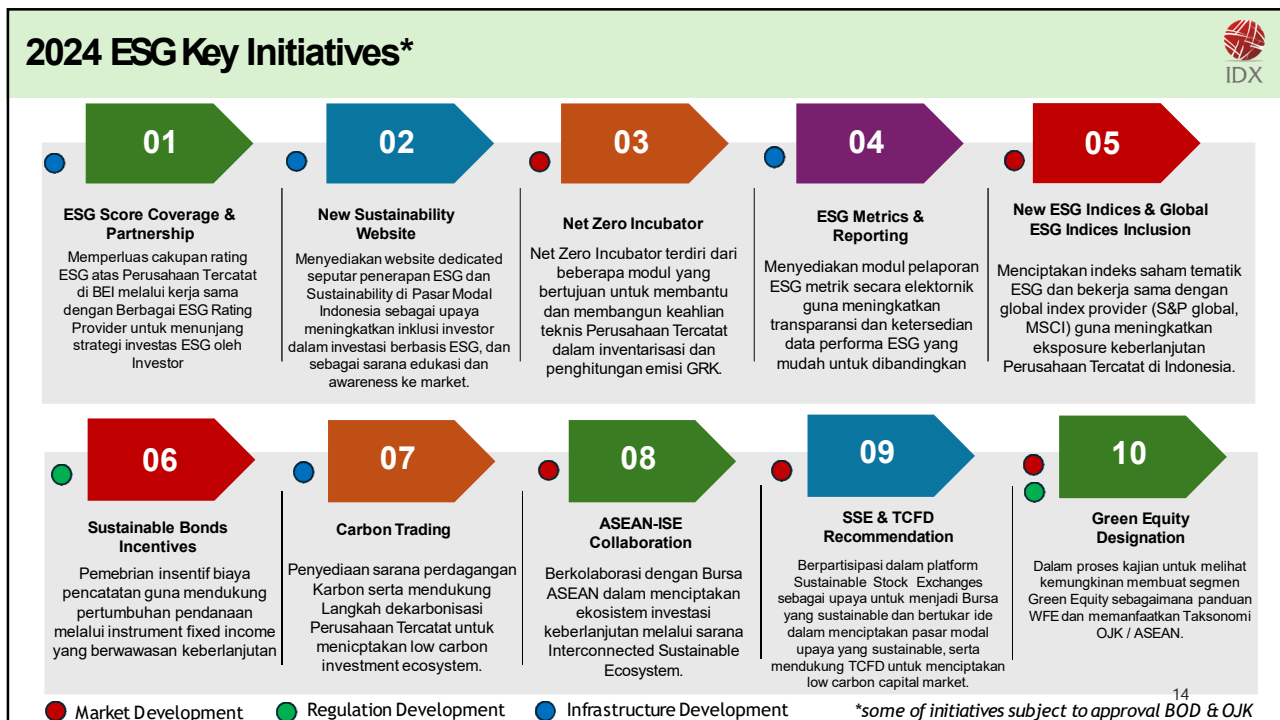 2024 ESG Key Initiatives*
IDX
01
ESG Score Coverage &
Partnership
Memperluas cakupan rating
ESG atas Perusahaan Tercatat
di BEI melalui kerja sama
dengan Berbagai ESG Rating
Provider untuk menunjang
strategi investas ESG oleh
Investor
02
New Sustainability
Website
Menyediakan website dedicated
seputar penerapan ESG dan
Sustainability di Pasar Modal
Indonesia sebagai upaya
meningkatkan inklusi investor
dalam investasi berbasis ESG, dan
sebagai sarana edukasi dan
awareness ke market.
03
Net Zero Incubator
Net Zero Incubator terdiri dari
beberapa modul yang
bertujuan untuk membantu
dan membangun keahlian
teknis Perusahaan Tercatat
dalam inventarisasi dan
penghitungan emisi GRK.
04
ESG Metrics &
Reporting
Menyediakan modul pelaporan
ESG metrik secara elektornik
guna meningkatkan
transparansi dan ketersedian
data performa ESG yang
mudah untuk dibandingkan
05
New ESG Indices & Global
ESG Indices Inclusion
Menciptakan indeks saham tematik
ESG dan bekerja sama dengan
global index provider (S&P global,
MSCI) guna meningkatkan
eksposure keberlanjutan
Perusahaan Tercatat di Indonesia.
06
Sustainable Bonds
Incentives
Pemebrian insentif biaya
pencatatan guna mendukung
pertumbuhan pendanaan
melalui instrument fixed income
yang berwawasan keberlanjutan
07
Carbon Trading
Penyediaan sarana perdagangan
Karbon serta mendukung
Langkah dekarbonisasi
Perusahaan Tercatat untuk
menicptakan low carbon
investment ecosystem.
08
ASEAN-ISE
Collaboration
Berkolaborasi dengan Bursa
ASEAN dalam menciptakan
ekosistem investasi
keberlanjutan melalui sarana
Interconnected Sustainable
Ecosystem.
09
SSE & TCFD
Recommendation
Berpartisipasi dalam platform
Sustainable Stock Exchanges
sebagai upaya untuk menjadi Bursa
yang sustainable dan bertukar ide
dalam menciptakan pasar modal
upaya yang sustainable, serta
mendukung TCFD untuk menciptakan
low carbon capital market.
10
Green Equity
Designation
Dalam proses kajian untuk melihat
kemungkinan membuat segmen
Green Equity sebagaimana panduan
WFE dan memanfaatkan Taksonomi
OJK / ASEAN.
14
Market Development
Regulation Development
Infrastructure Development
*some of initiatives subject to approval BOD & OJK